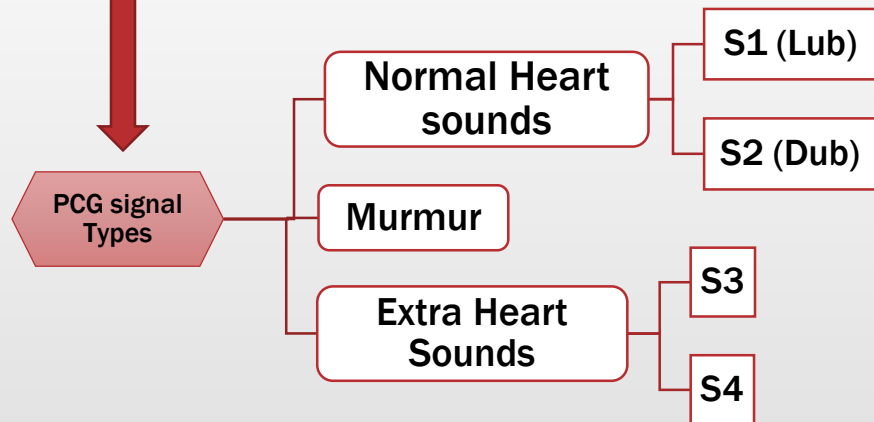 PCG signal
Types
Normal Heart
sounds
S1 (Lub)
S2 (Dub)
Murmur
Extra Heart
Sounds
S3
S4